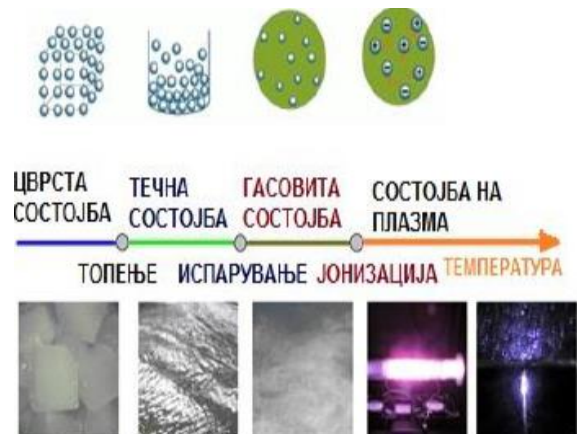 ЦВРСТА
СОСТОЈБА
ТЕЧНА
СОСТОЈБА
ГАСОВИТА
СОСТОЈБА
СОСТОЈБА НА
ПЛАЗМА
ТОПЕЊЕ
ИСПАРУВАЊЕ
ЈОНИЗАЦИЈА
ТЕМПЕРАТУРА